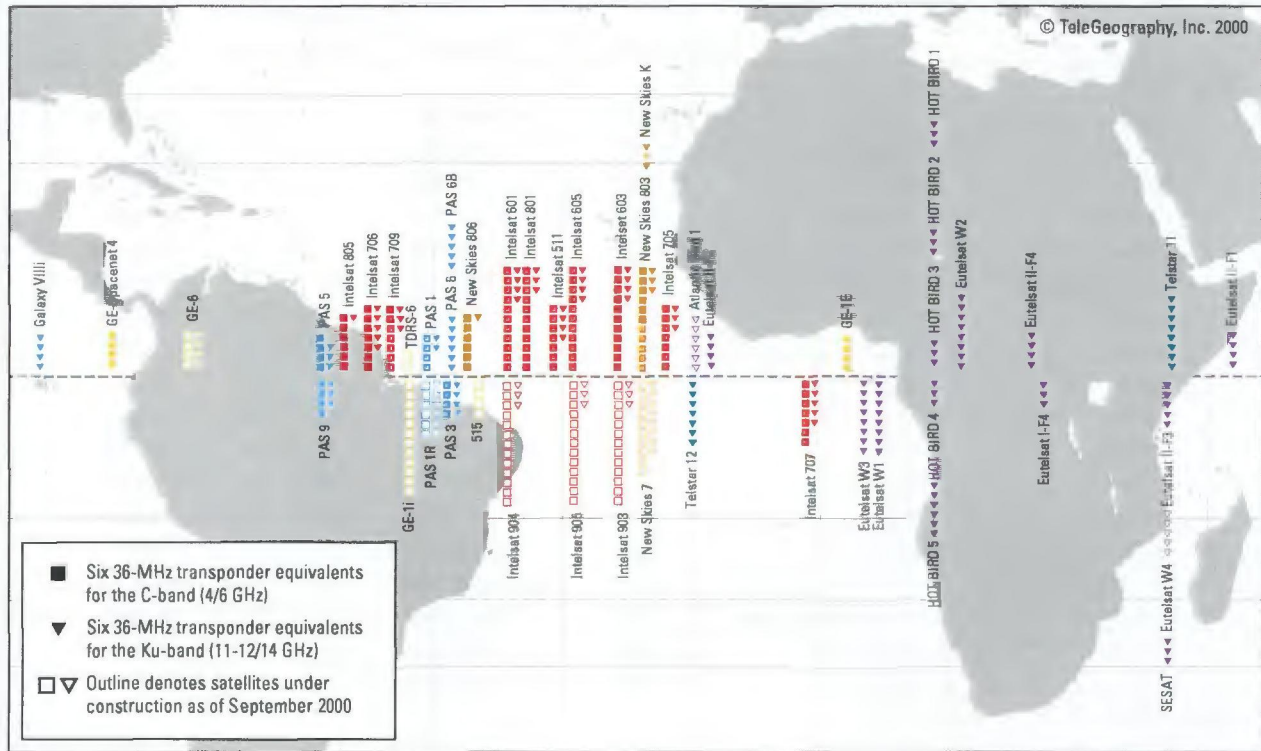 © TeleGeography, Inc. 2000
Galaxy VIIIi
GE-Spacenet 4
GE-6
PAS 5
PAS 9
Intelsat 805
Intelsat 706
Intelsat 709
TDRS-6
GE-1i
PAS 1
PAS 1R
PAS 6
PAS 6B
PAS 3
New Skies 806
515
Intelsat 601
Intelsat 801
Intelsat 904
Intelsat 511
Intelsat 605
Intelsat 905
Intelsat 603
Intelsat 903
New Skies 803
New Skies K
New Skies 7
Intelsat 705
Atlantic Bird 1
Telstar 12
Intelsat 707
GE-1E
Eutelsat W3
Eutelsat W1
HOT BIRD 1
HOT BIRD 2
HOT BIRD 3
HOT BIRD 4
HOT BIRD 5
Eutelsat W2
Eutelsat II-F4
Eutelsat I-F4
Telstar 11
Eutelsat II-F3
Eutelsat W4
SESAT
Eutelsat II-F1
Six 36-MHz transponder equivalents
for the C-band (4/6 GHz)
Six 36-MHz transponder equivalents
for the Ku-band (11-12/14 GHz)
Outline denotes satellites under
construction as of September 2000